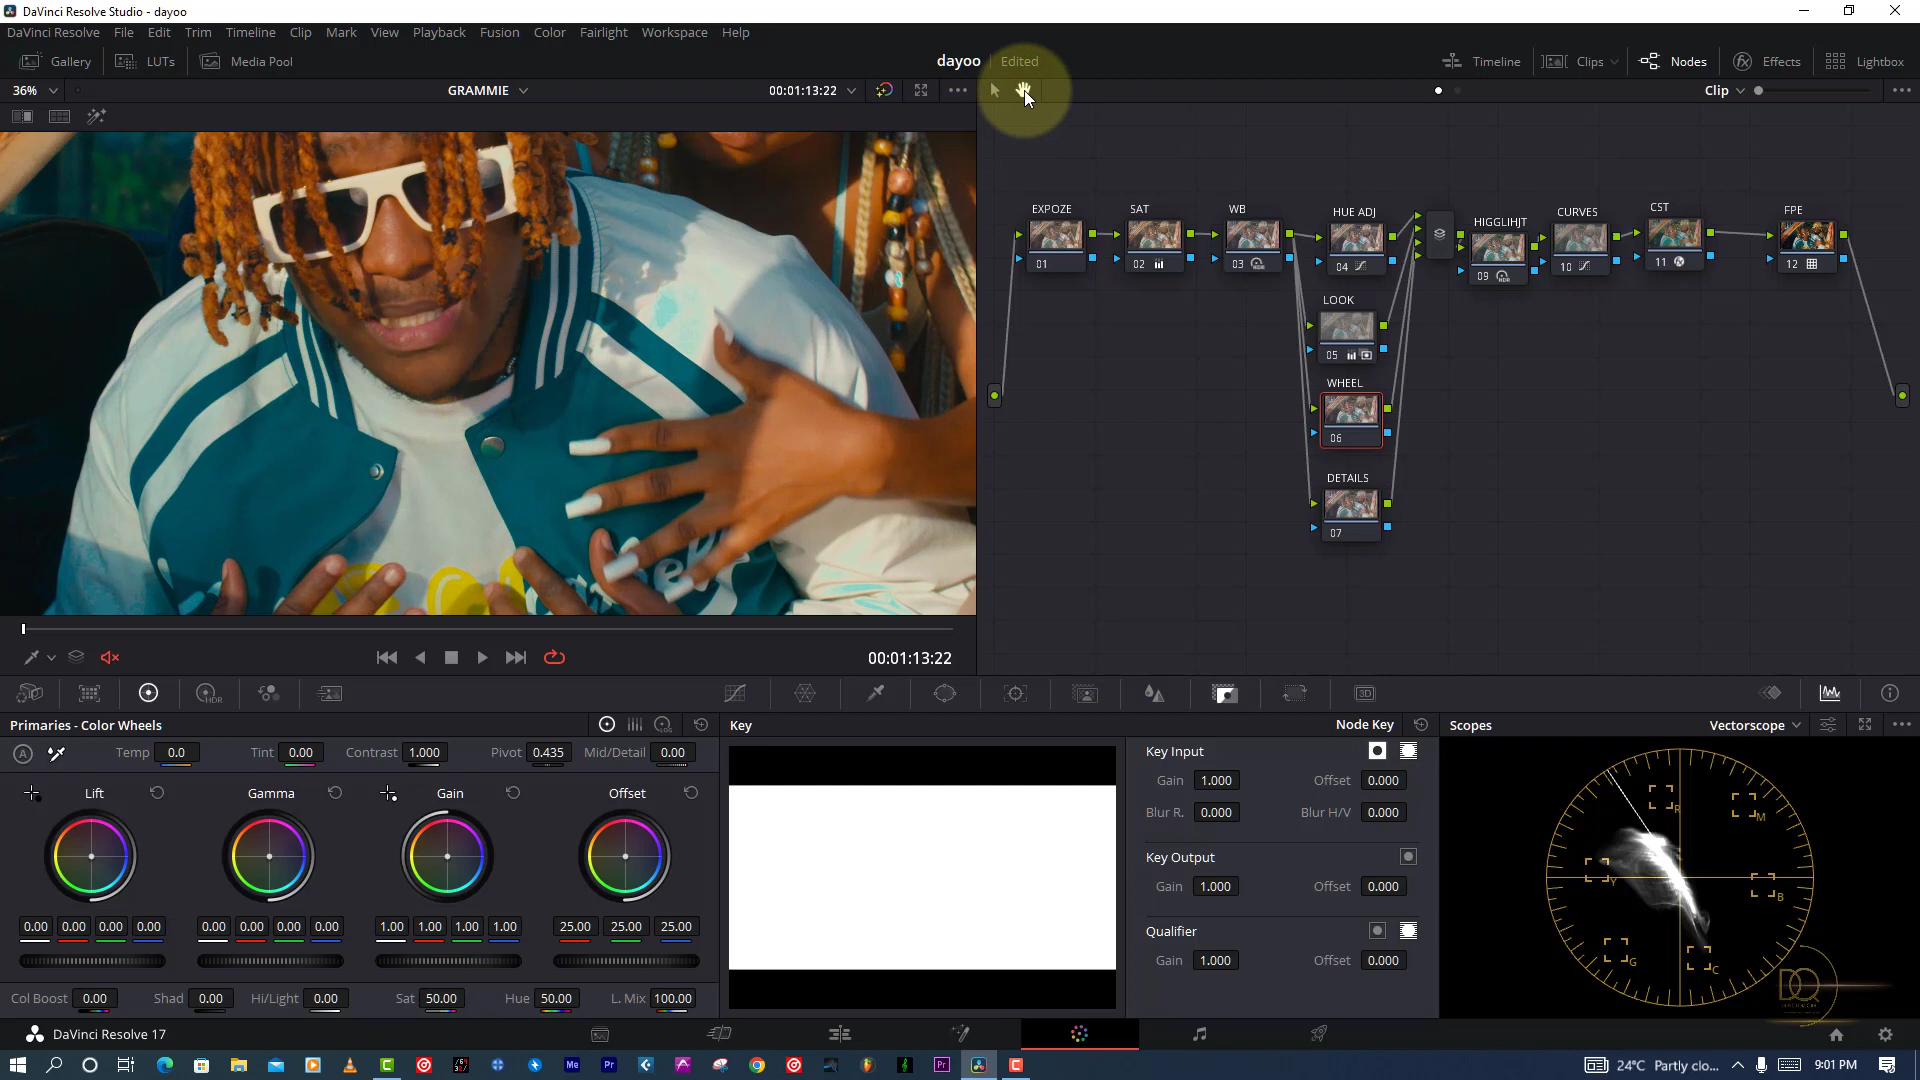 DaVinci Resolve Studio - dayoo
DaVinci Resolve File Edit Trim Timeline Clip Mark View Playback Fusion Color Fairlight Workspace Help
Gallery LUTs Media Pool dayoo Edited Timeline Clips Nodes Effects Lightbox
36% GRAMMIE 00:01:13:22 Clip
EXPOZE SAT WB HUE ADJ HIGGLIHJT CURVES CST FPE
01 02 03 04 09 10 11 12
LOOK
05
WHEEL
06
DETAILS
07
00:01:13:22
Primaries - Color Wheels Key Node Key Scopes Vectorscope
Temp 0.0 Tint 0.00 Contrast 1.000 Pivot 0.435 Mid/Detail 0.00
Lift Gamma Gain Offset
0.00 0.00 0.00 0.00 0.00 0.00 0.00 0.00 1.00 1.00 1.00 1.00 25.00 25.00 25.00
Col Boost 0.00 Shad 0.00 Hi/Light 0.00 Sat 50.00 Hue 50.00 L. Mix 100.00
Key Input
Gain 1.000 Offset 0.000
Blur R. 0.000 Blur H/V 0.000
Key Output
Gain 1.000 Offset 0.000
Qualifier
Gain 1.000 Offset 0.000
R M Y B G C
DQ
DaVinci Resolve 17
24°C Partly clo... 9:01 PM